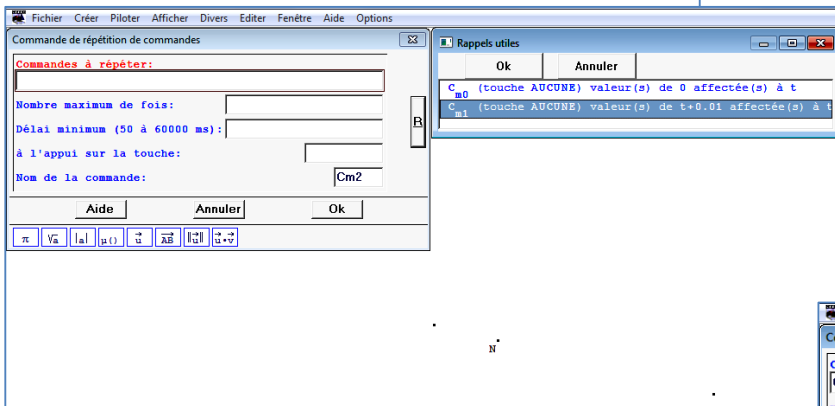 Fichier Créer Piloter Afficher Divers Editer Fenêtre Aide Options
Commande de répétition de commandes
Commandes à répéter:
Nombre maximum de fois:
Délai minimum (50 à 60000 ms):
à l'appui sur la touche:
Nom de la commande: Cm2
R
Aide Annuler Ok
π √a |a| μ() u⃗ AB⃗ ||u⃗|| u⃗•v⃗
Rappels utiles
Ok Annuler
Cm0 (touche AUCUNE) valeur(s) de 0 affectée(s) à t
Cm1 (touche AUCUNE) valeur(s) de t+0.01 affectée(s) à t
N